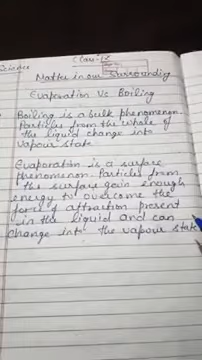 Class-IX
Science
Matter in our surrounding
Evaporation Vs Boiling
Boiling is a bulk phenomenon.
Particles from the whole of
the liquid change into
vapour state
Evaporation is a surfase
phenomenon. Particles from
the surface gain enough
energy to overcome the
forces of attraction present
in the liquid and can
change into the vapour state